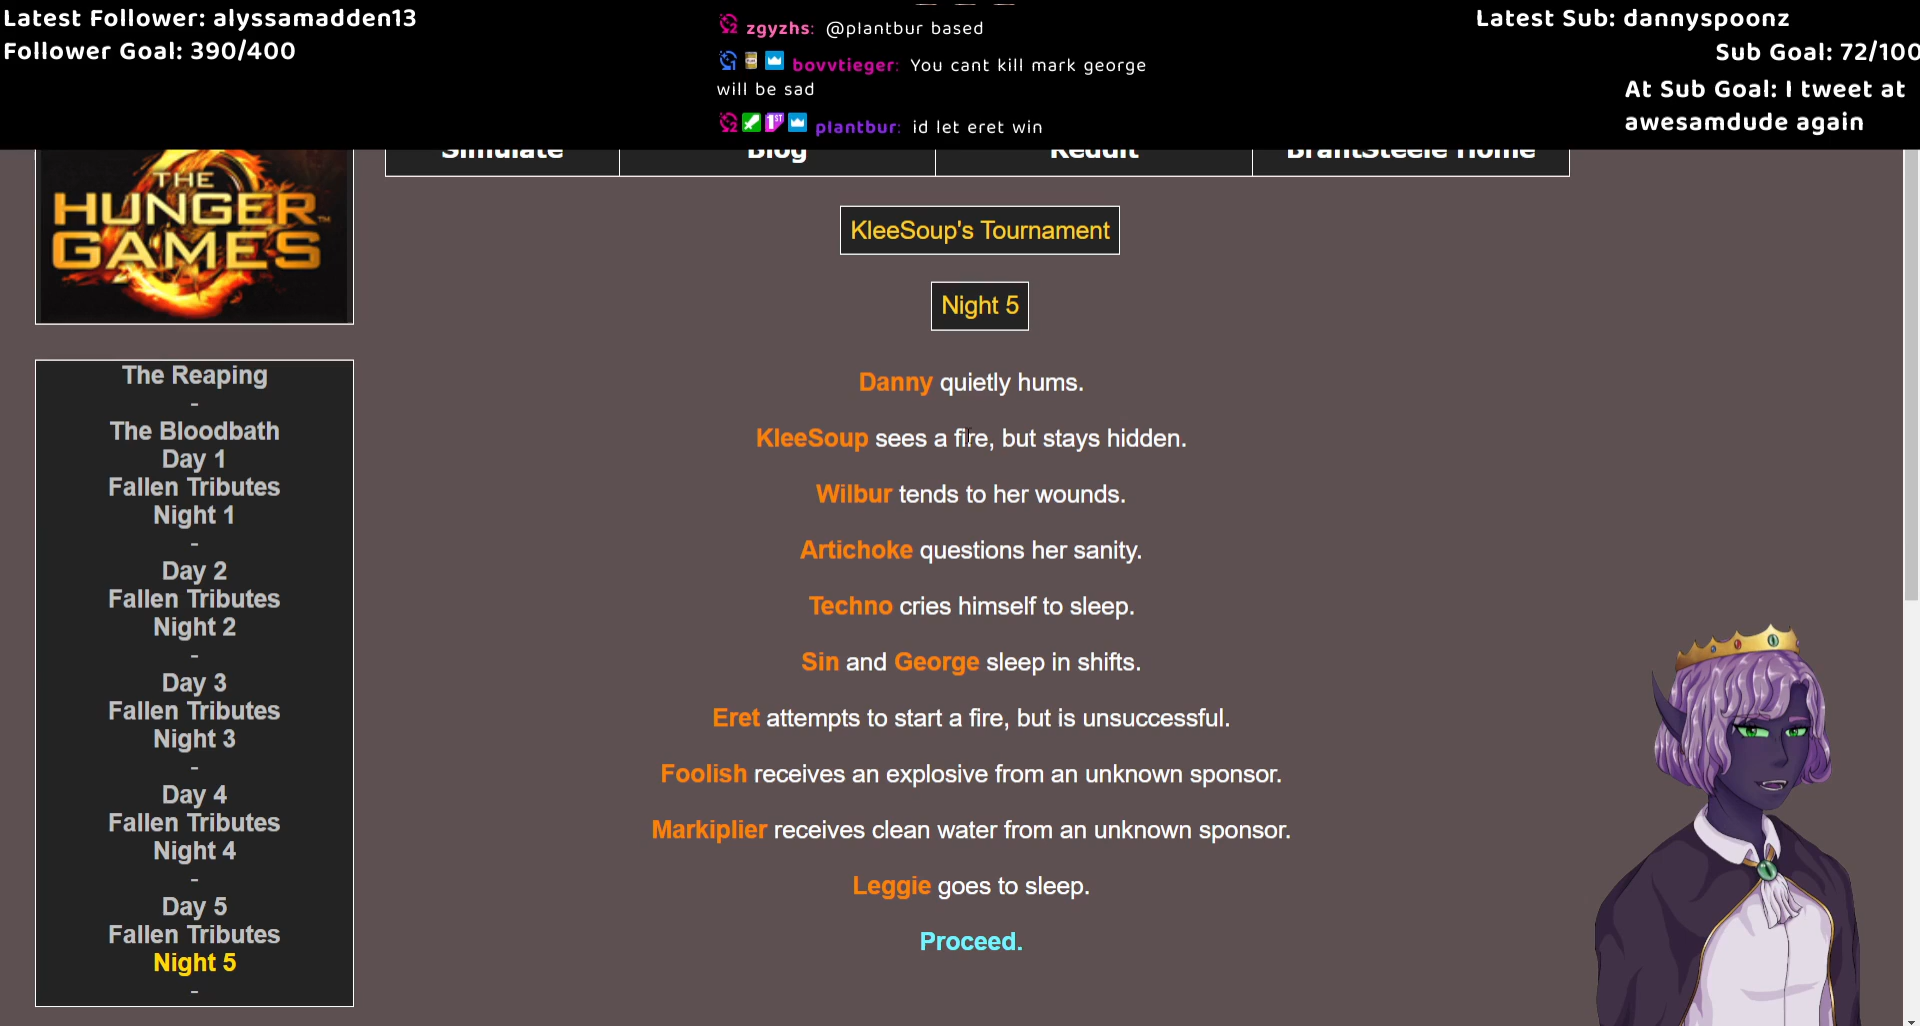 Latest Follower: alyssamadden13
Follower Goal: 390/400
zgyzhs: @plantbur based
bovvtieger: You cant kill mark george
will be sad
plantbur: id let eret win
Latest Sub: dannyspoonz
Sub Goal: 72/100
At Sub Goal: I tweet at
awesamdude again
THE
HUNGER
GAMES
Simulate Blog Reddit BrantSteele Home
KleeSoup's Tournament
Night 5
The Reaping
-
The Bloodbath
Day 1
Fallen Tributes
Night 1
-
Day 2
Fallen Tributes
Night 2
-
Day 3
Fallen Tributes
Night 3
-
Day 4
Fallen Tributes
Night 4
-
Day 5
Fallen Tributes
Night 5
-
Danny quietly hums.
KleeSoup sees a fire, but stays hidden.
Wilbur tends to her wounds.
Artichoke questions her sanity.
Techno cries himself to sleep.
Sin and George sleep in shifts.
Eret attempts to start a fire, but is unsuccessful.
Foolish receives an explosive from an unknown sponsor.
Markiplier receives clean water from an unknown sponsor.
Leggie goes to sleep.
Proceed.